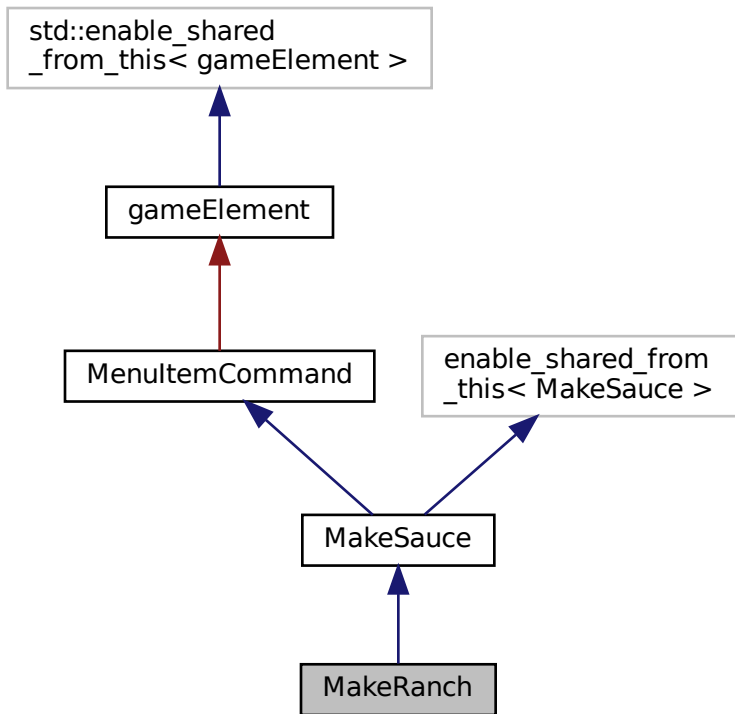 std::enable_shared
_from_this< gameElement >
gameElement
MenuItemCommand
enable_shared_from
_this< MakeSauce >
MakeSauce
MakeRanch